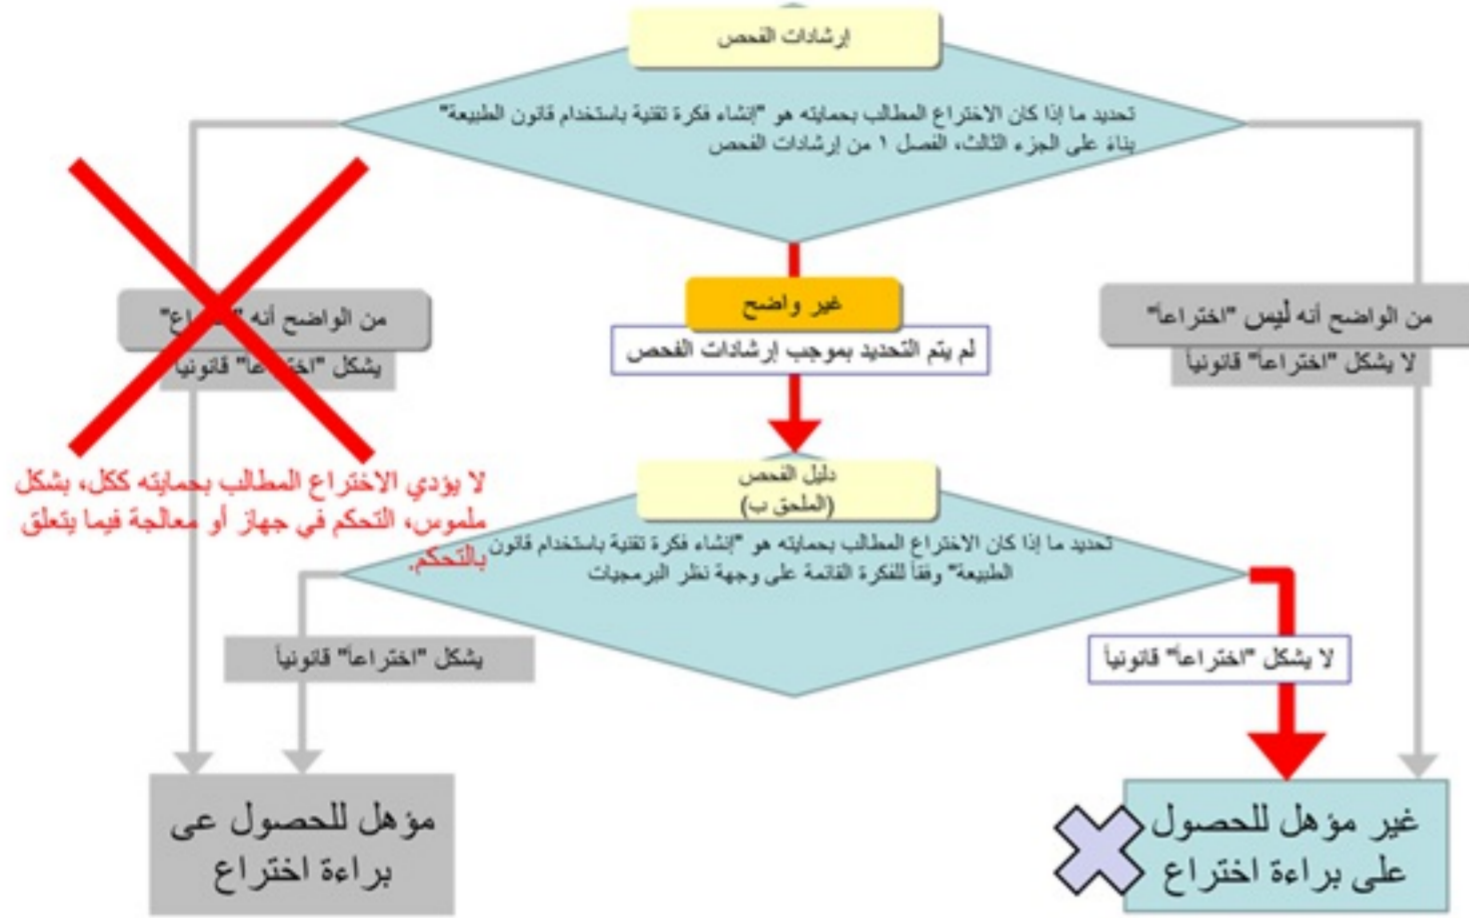 إرشادات الفحص
تحديد ما إذا كان الاختراع المطالب بحمايته هو "إنشاء فكرة تقنية باستخدام قانون الطبيعة"
بناءً على الجزء الثالث، الفصل ١ من إرشادات الفحص
من الواضح أنه ليس "اختراعاً"
لا يشكل "اختراعاً" قانونياً
غير واضح
لم يتم التحديد بموجب إرشادات الفحص
من الواضح أنه
يشكل "اختراعاً" قانونياً
لا يؤدي الاختراع المطالب بحمايته ككل، بشكل
ملموس، التحكم في جهاز أو معالجة فيما يتعلق
بالتحكم.
دليل الفحص
(الملحق ب)
تحديد ما إذا كان الاختراع المطالب بحمايته هو "إنشاء فكرة تقنية باستخدام قانون
الطبيعة" وفقاً للفكرة القائمة على وجهة نظر البرمجيات
لا يشكل "اختراعاً" قانونياً
يشكل "اختراعاً" قانونياً
غير مؤهل للحصول
على براءة اختراع
مؤهل للحصول عى
براءة اختراع